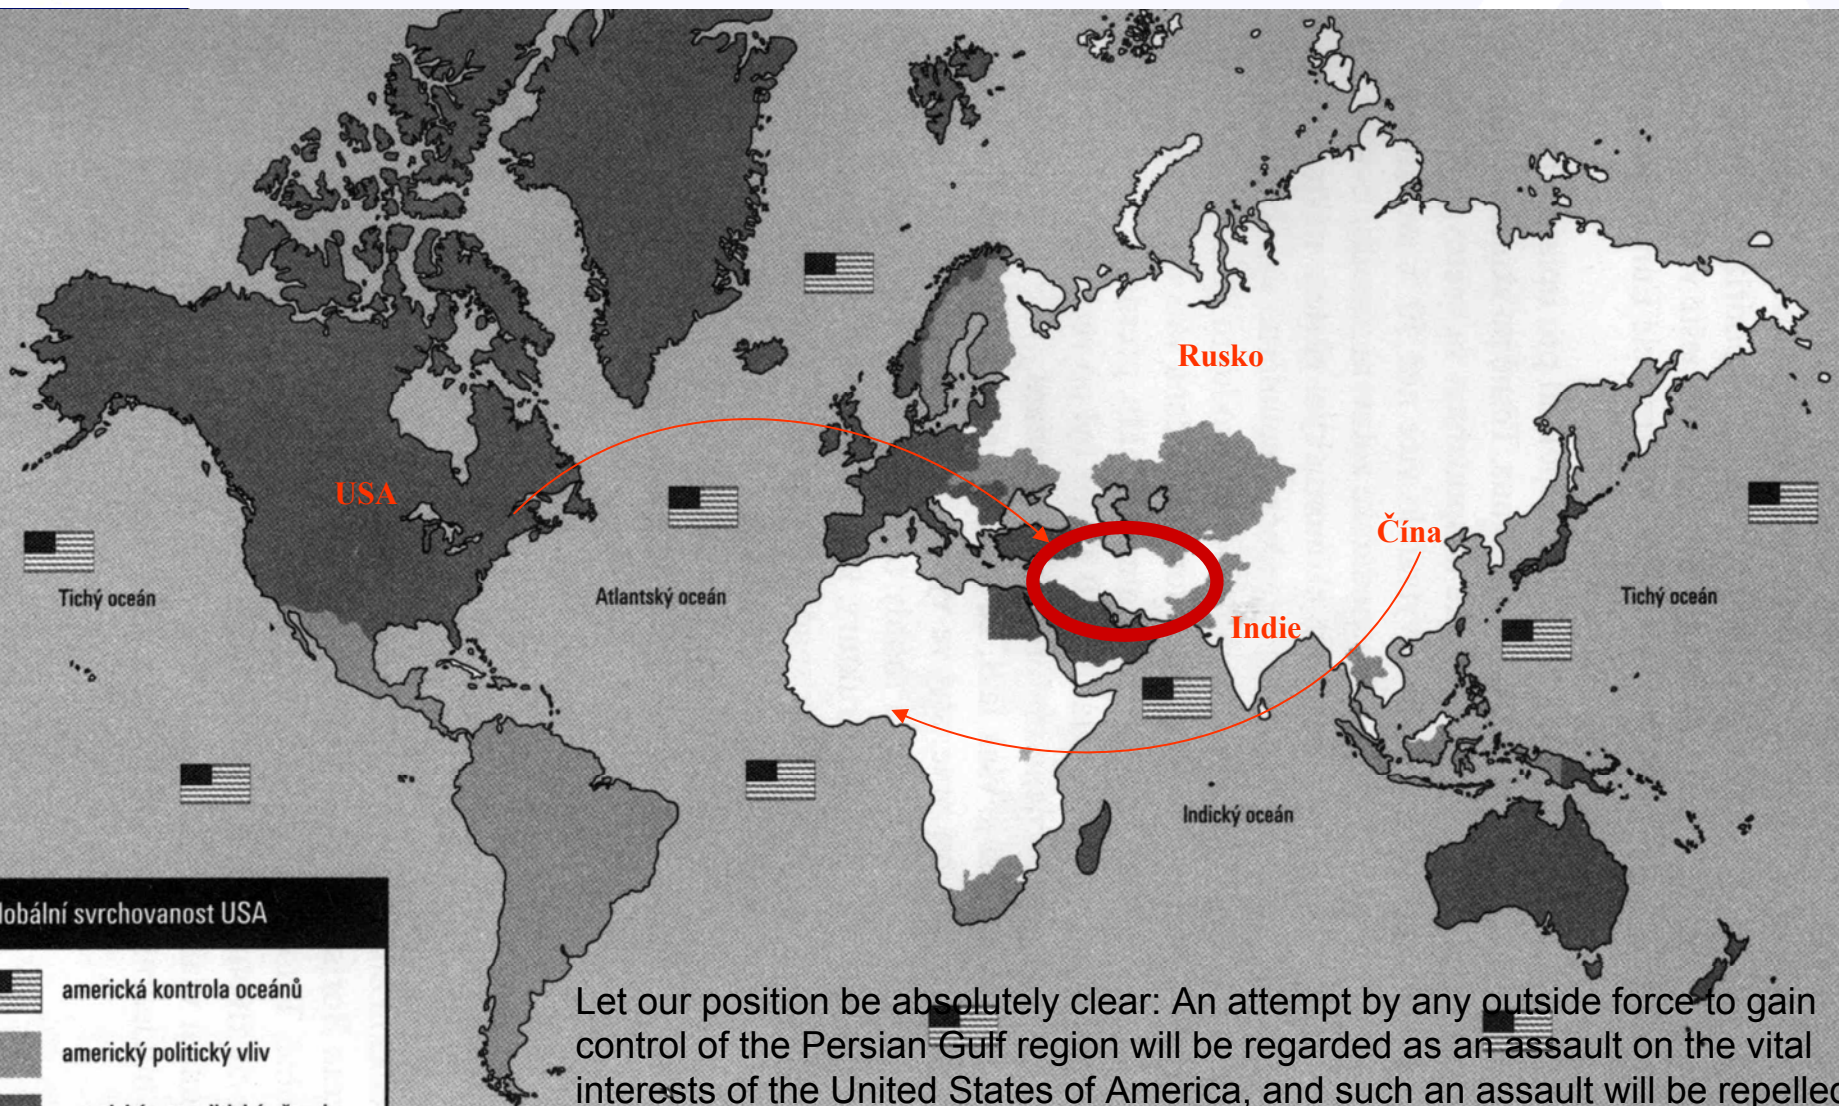 Rusko
USA
Čína
Tichý oceán
Atlantský oceán
Tichý oceán
Indie
Indický oceán
lobální svrchovanost USA
americká kontrola oceánů
americký politický vliv
Let our position be absolutely clear: An attempt by any outside force to gain
control of the Persian Gulf region will be regarded as an assault on the vital
interests of the United States of America, and such an assault will be repelled